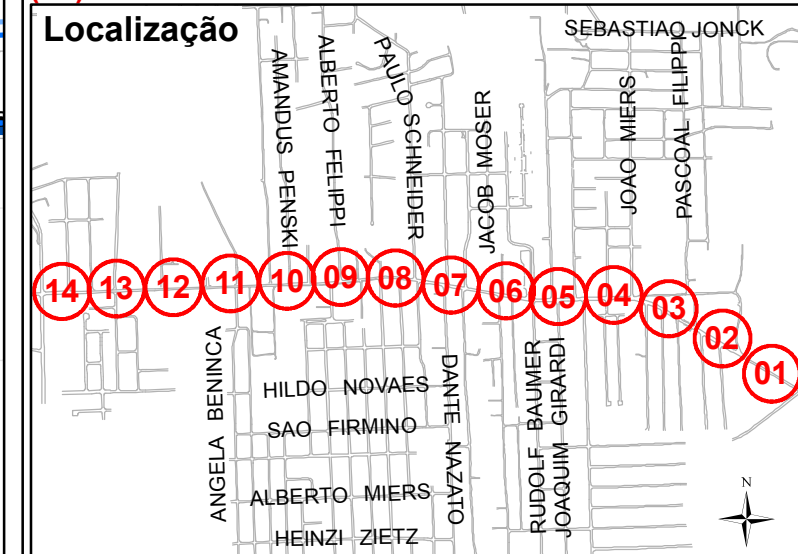 Localização
SEBASTIAO JONCK
AMANDUS PENSKI
ALBERTO FELIPPI
PAULO SCHNEIDER
JACOB MOSER
JOAO MIERS
PASCOAL FILIPPI
14
13
12
11
10
09
08
07
06
05
04
03
02
01
ANGELA BENINCA
HILDO NOVAES
SAO FIRMINO
ALBERTO MIERS
HEINZI ZIETZ
DANTE NAZATO
RUDOLF BAUMER
JOAQUIM GIRARDI
N